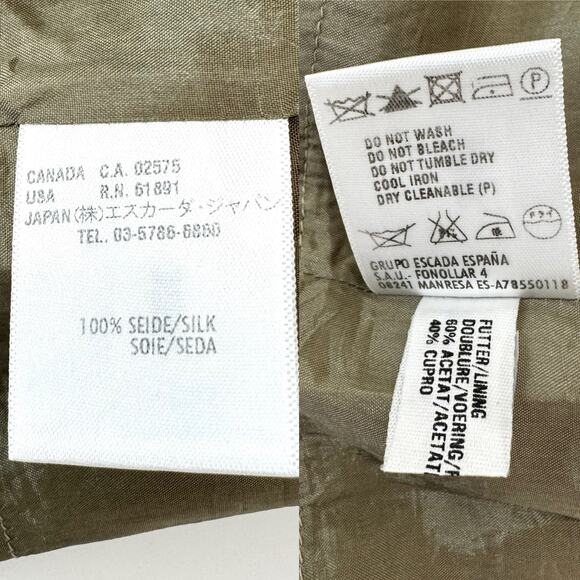 CANADA C.A. 02575
USA R.N. 61891
JAPAN (株)エスカーダ・ジャパン
TEL. 03-5786-6860
100% SEIDE/SILK
SOIE/SEDA
P
DO NOT WASH
DO NOT BLEACH
DO NOT TUMBLE DRY
COOL IRON
DRY CLEANABLE (P)
ドライ
GRUPO ESCADA ESPAÑA
S.A.U.- FONOLLAR 4
08241 MANRESA ES-A78550118
FUTTER/LINING
DOUBLURE/VOERING/
60% ACETAT/ACETAT
40% CUPRO